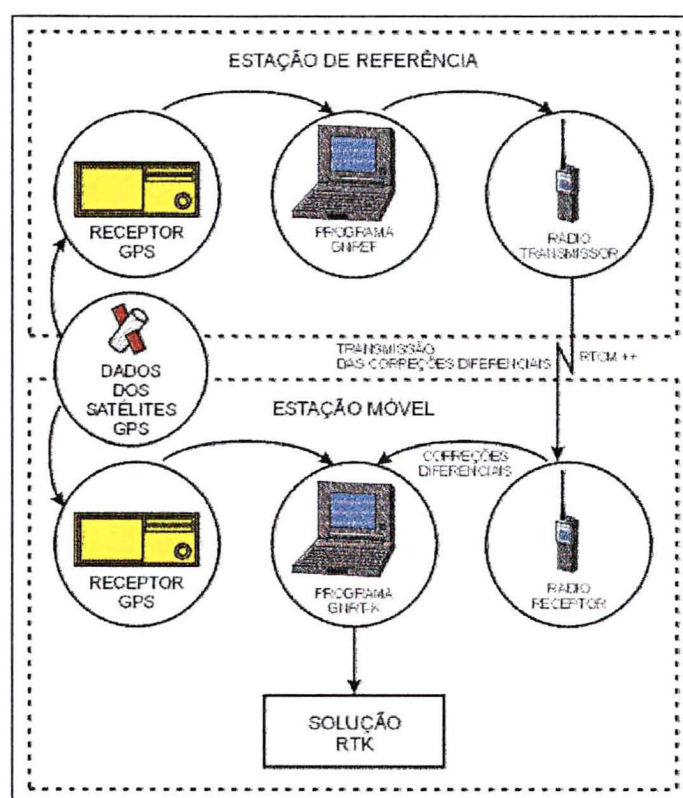 ESTAÇÃO DE REFERÊNCIA
RECEPTOR
GPS
PROGRAMA
GNREF
RÁDIO
TRANSMISSOR
DADOS
DOS
SATÉLITES
GPS
TRANSMISSÃO
DAS CORREÇÕES DIFERENCIAIS
RTCM ++
ESTAÇÃO MÓVEL
RECEPTOR
GPS
PROGRAMA
GNRT-K
CORREÇÕES
DIFERENCIAIS
RÁDIO
RECEPTOR
SOLUÇÃO
RTK